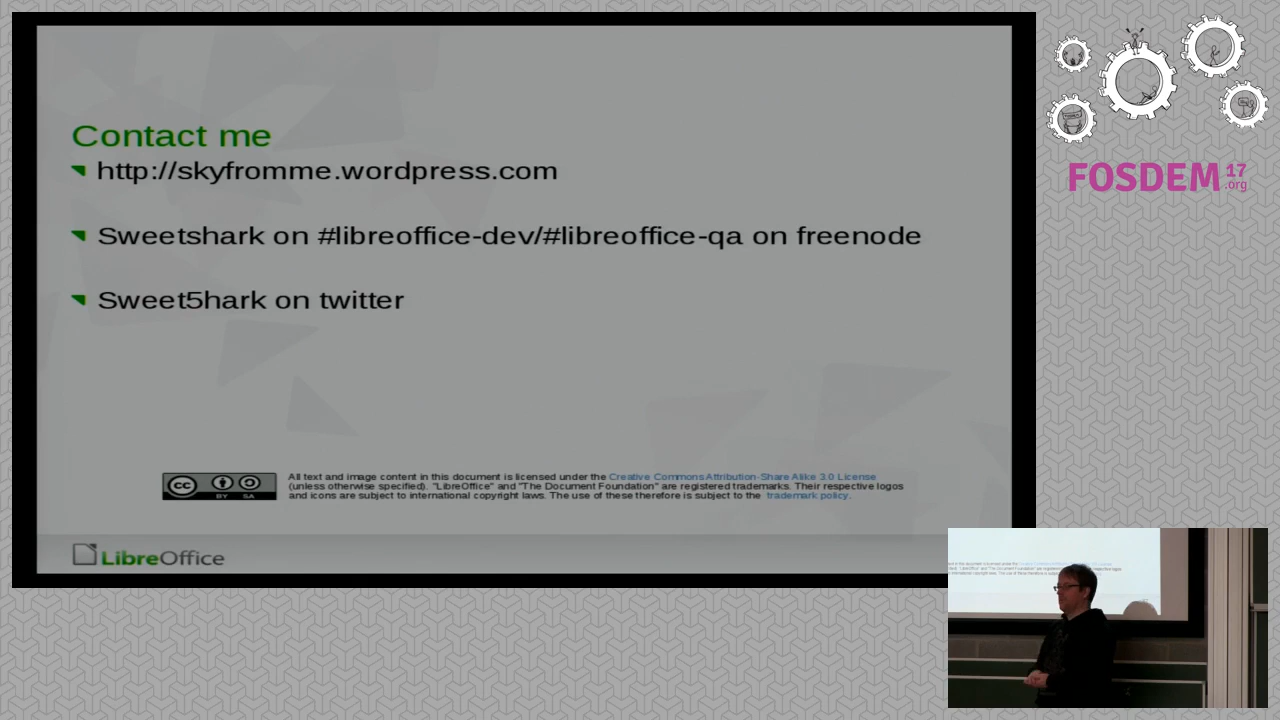 Contact me
http://skyfromme.wordpress.com
Sweetshark on #libreoffice-dev/#libreoffice-qa on freenode
Sweet5hark on twitter
cc BY SA
All text and image content in this document is licensed under the Creative Commons Attribution-Share Alike 3.0 License
(unless otherwise specified). "LibreOffice" and "The Document Foundation" are registered trademarks. Their respective logos
and icons are subject to international copyright laws. The use of these therefore is subject to the trademark policy.
LibreOffice
FOSDEM 17
.org